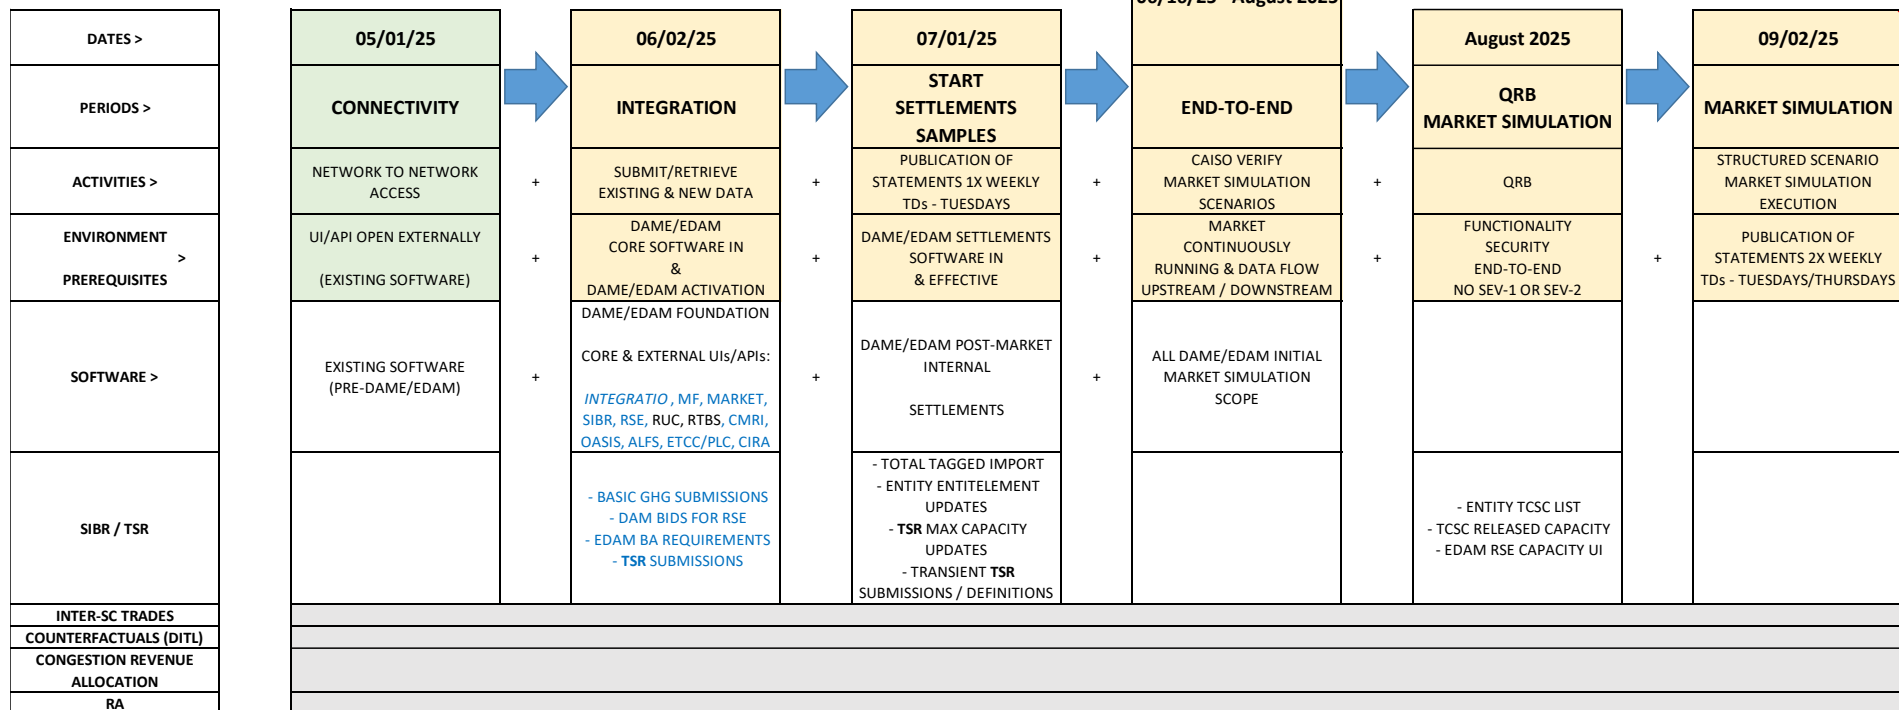 DATES >
05/01/25
06/02/25
07/01/25
August 2025
09/02/25
PERIODS >
CONNECTIVITY
INTEGRATION
START
SETTLEMENTS
SAMPLES
END-TO-END
QRB
MARKET SIMULATION
MARKET SIMULATION
ACTIVITIES >
NETWORK TO NETWORK
ACCESS
+
SUBMIT/RETRIEVE
EXISTING & NEW DATA
+
PUBLICATION OF
STATEMENTS 1X WEEKLY
TDs - TUESDAYS
+
CAISO VERIFY
MARKET SIMULATION
SCENARIOS
+
QRB
STRUCTURED SCENARIO
MARKET SIMULATION
EXECUTION
ENVIRONMENT
>
PREREQUISITES
UI/API OPEN EXTERNALLY
(EXISTING SOFTWARE)
+
DAME/EDAM
CORE SOFTWARE IN
&
DAME/EDAM ACTIVATION
+
DAME/EDAM SETTLEMENTS
SOFTWARE IN
& EFFECTIVE
+
MARKET
CONTINUOUSLY
RUNNING & DATA FLOW
UPSTREAM / DOWNSTREAM
+
FUNCTIONALITY
SECURITY
END-TO-END
NO SEV-1 OR SEV-2
+
PUBLICATION OF
STATEMENTS 2X WEEKLY
TDs - TUESDAYS/THURSDAYS
SOFTWARE >
EXISTING SOFTWARE
(PRE-DAME/EDAM)
+
DAME/EDAM FOUNDATION
CORE & EXTERNAL UIs/APIs:
INTEGRATIO , MF, MARKET,
SIBR, RSE, RUC, RTBS, CMRI,
OASIS, ALFS, ETCC/PLC, CIRA
+
DAME/EDAM POST-MARKET
INTERNAL
SETTLEMENTS
+
ALL DAME/EDAM INITIAL
MARKET SIMULATION
SCOPE
SIBR / TSR
- BASIC GHG SUBMISSIONS
- DAM BIDS FOR RSE
- EDAM BA REQUIREMENTS
- TSR SUBMISSIONS
- TOTAL TAGGED IMPORT
- ENTITY ENTITELEMENT
UPDATES
- TSR MAX CAPACITY
UPDATES
- TRANSIENT TSR
SUBMISSIONS / DEFINITIONS
- ENTITY TCSC LIST
- TCSC RELEASED CAPACITY
- EDAM RSE CAPACITY UI
INTER-SC TRADES
COUNTERFACTUALS (DITL)
CONGESTION REVENUE
ALLOCATION
RA